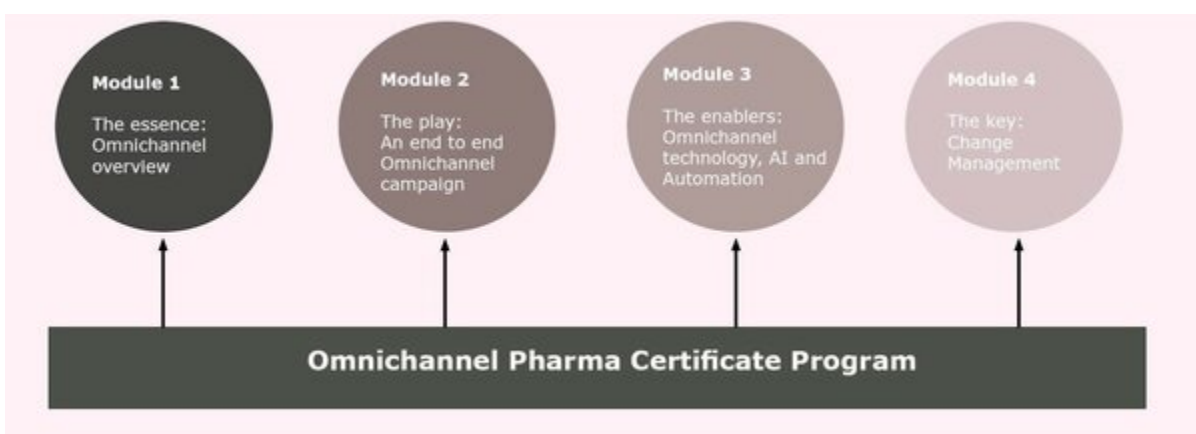 Module 1
The essence:
Omnichannel
overview
Module 2
The play:
An end to end
Omnichannel
campaign
Module 3
The enablers:
Omnichannel
technology, AI and
Automation
Module 4
The key:
Change
Management
Omnichannel Pharma Certificate Program